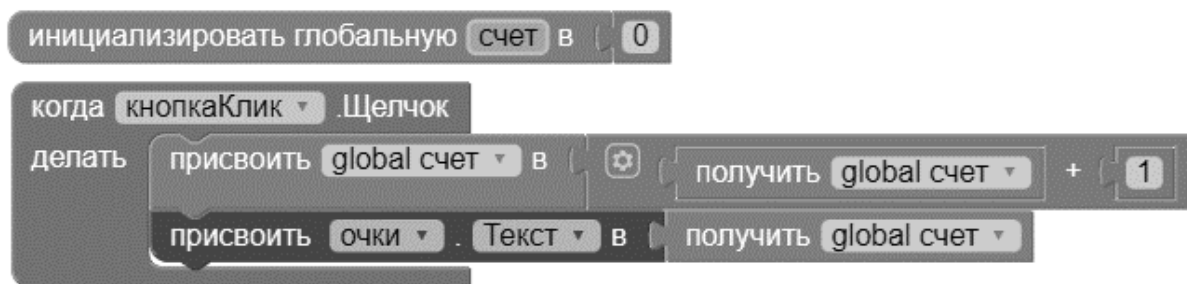 инициализировать глобальную счет в 0
когда кнопкаКлик .Щелчок
делать присвоить global счет в получить global счет + 1
присвоить очки . Текст в получить global счет